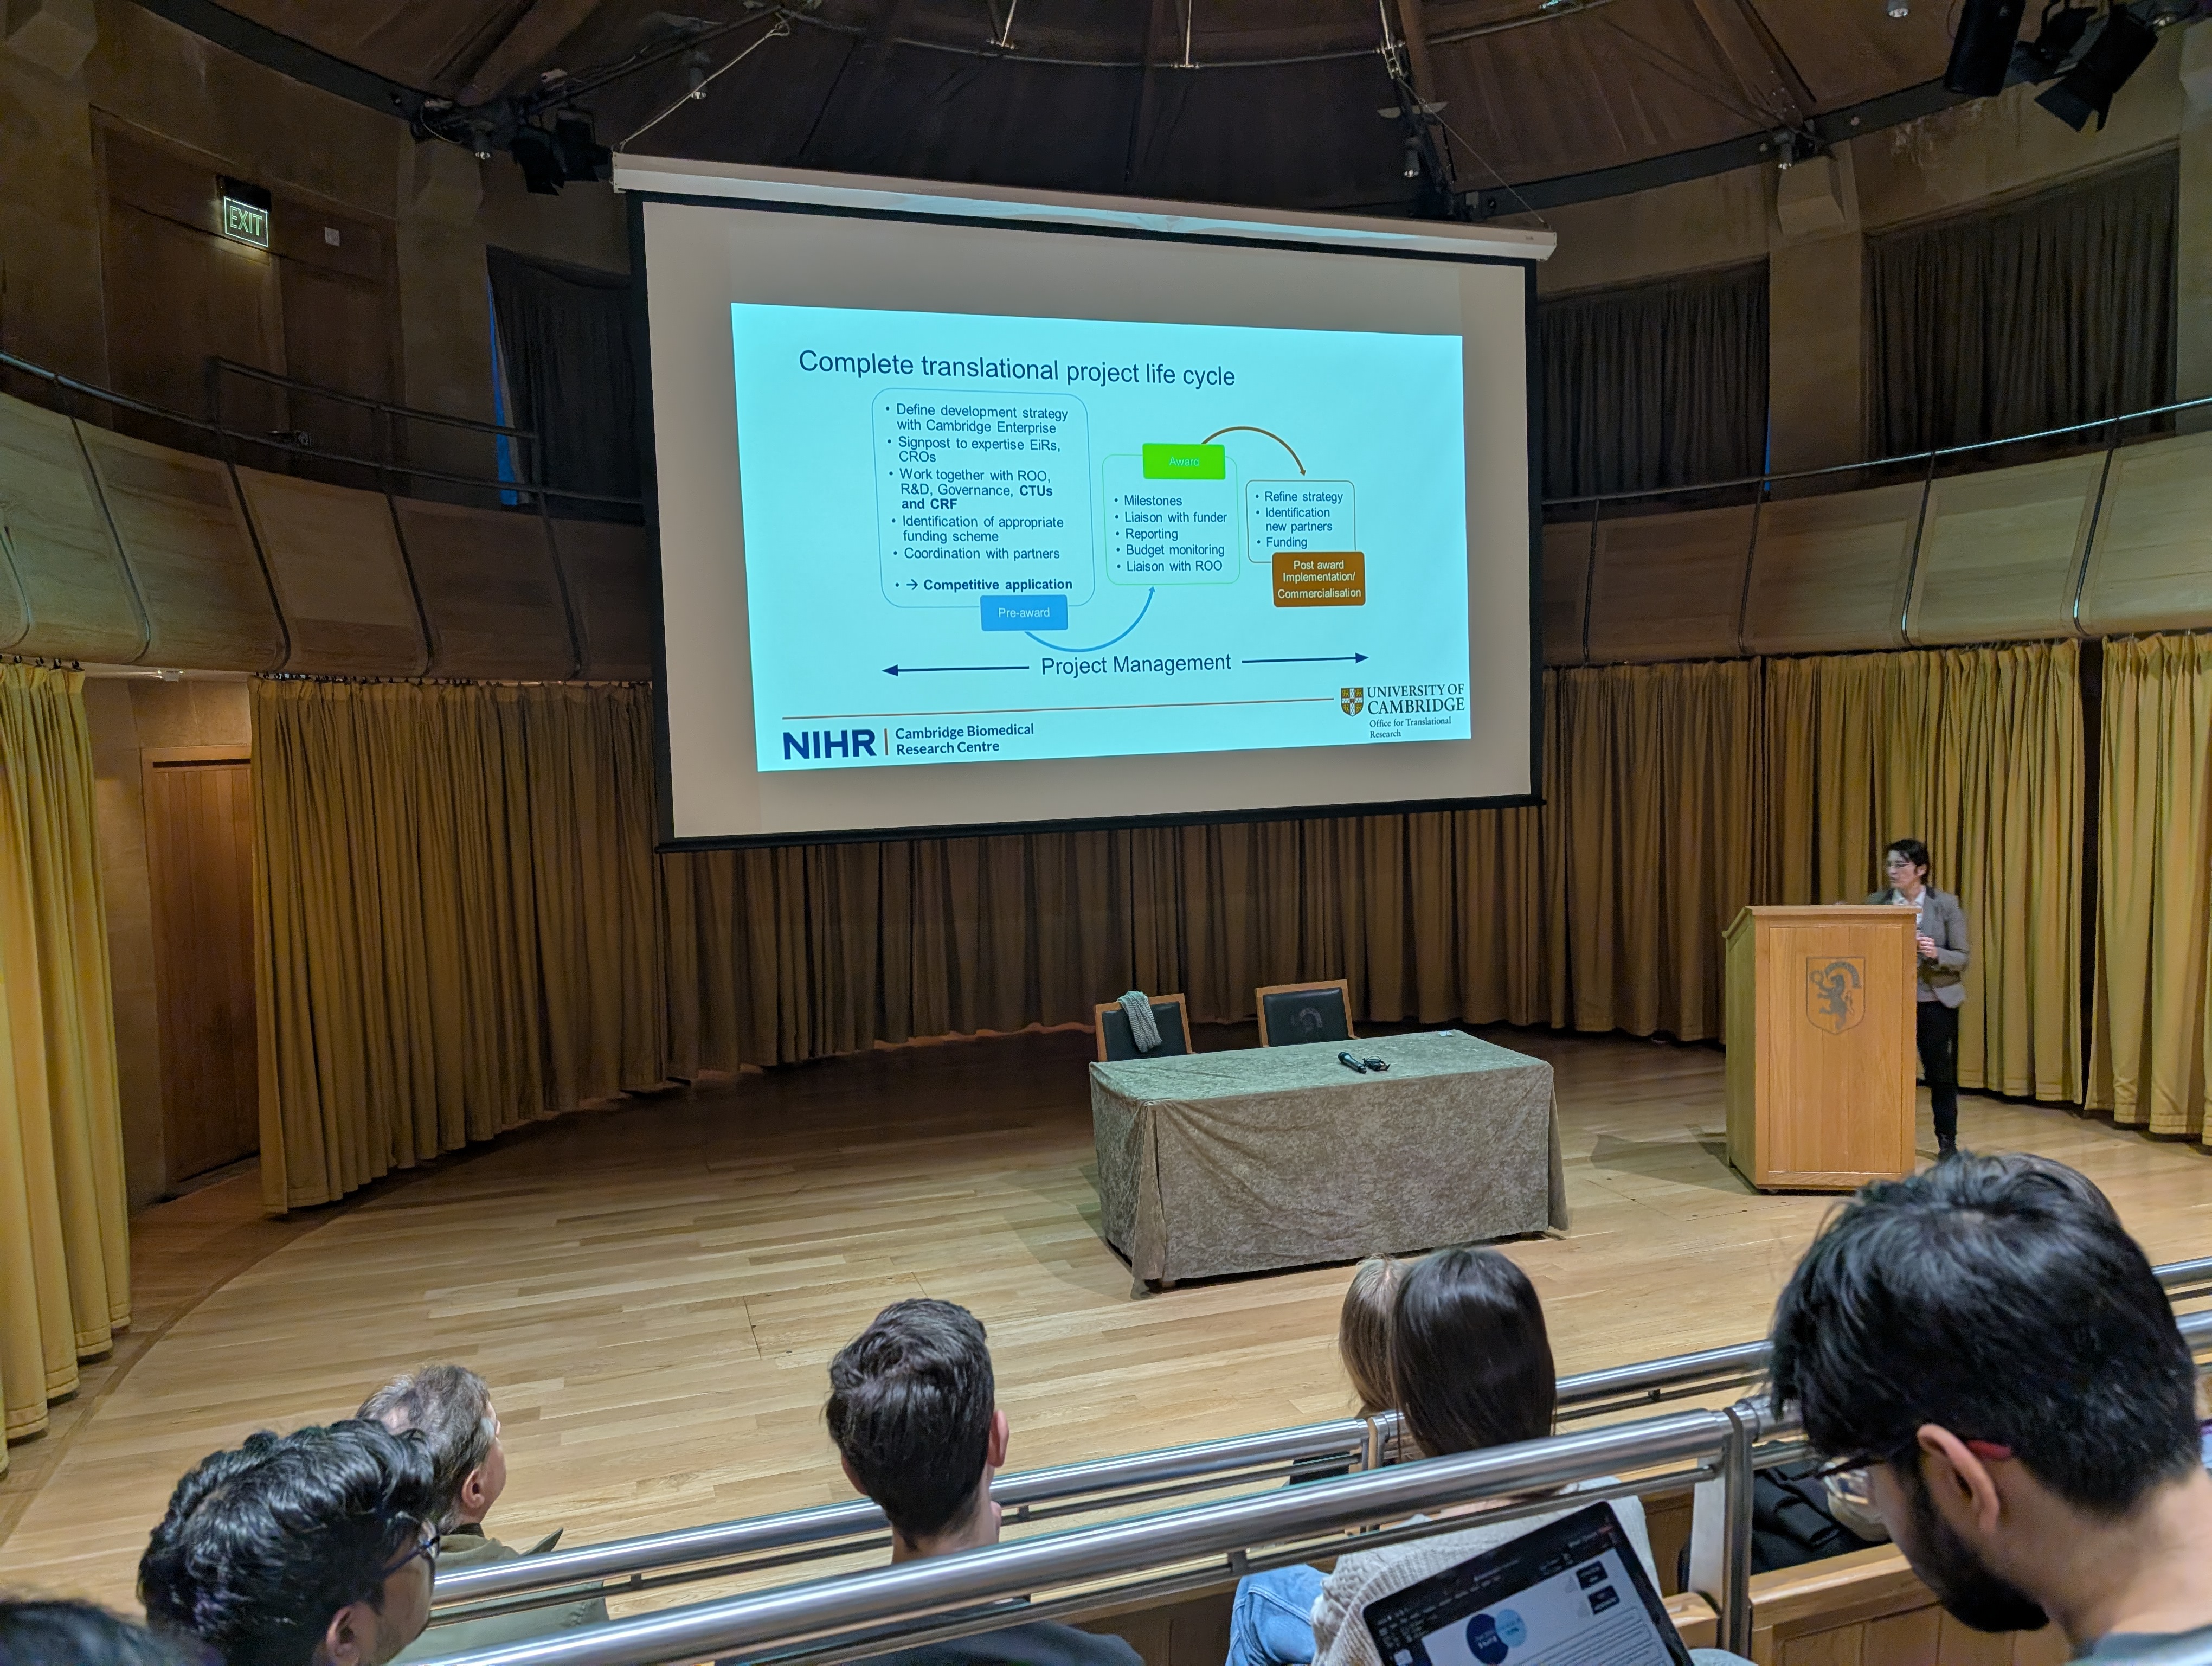 EXIT
Complete translational project life cycle
• Define development strategy
with Cambridge Enterprise
• Signpost to expertise EiRs,
CROs
• Work together with ROO,
R&D, Governance, CTUs
and CRF
• Identification of appropriate
funding scheme
• Coordination with partners
• → Competitive application
Pre-award
Award
• Milestones
• Liaison with funder
• Reporting
• Budget monitoring
• Liaison with ROO
• Refine strategy
• Identification
new partners
• Funding
Post award
Implementation/
Commercialisation
Project Management
NIHR | Cambridge Biomedical
Research Centre
UNIVERSITY OF
CAMBRIDGE
Office for Translational
Research